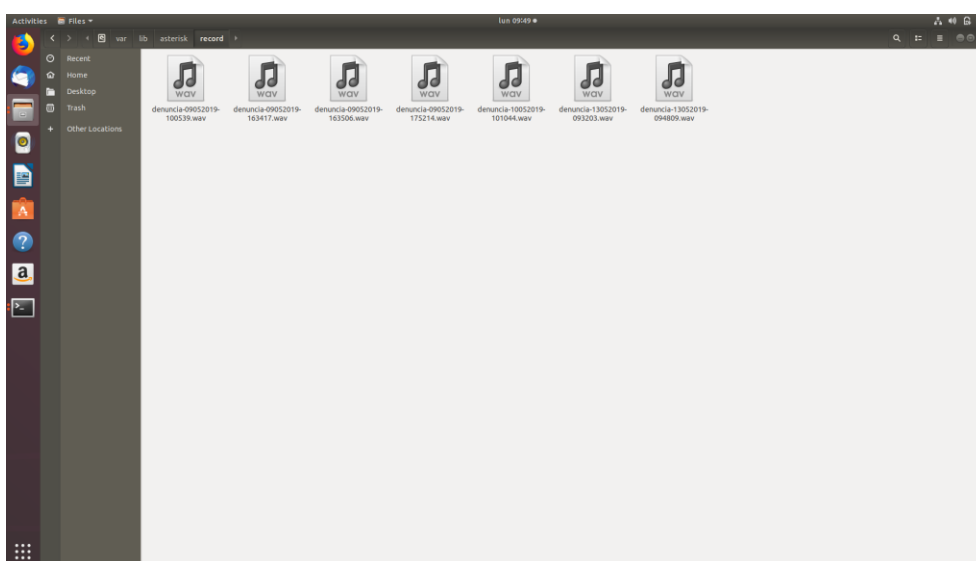 Activities Files lun 09:49
var lib asterisk record
Recent
Home
Desktop
Trash
Other Locations
wav wav wav wav wav wav wav
denuncia-09052019- denuncia-09052019- denuncia-09052019- denuncia-09052019- denuncia-10052019- denuncia-13052019- denuncia-13052019-
100539.wav 163417.wav 163506.wav 175214.wav 101044.wav 093203.wav 094809.wav
A
?
a
>_